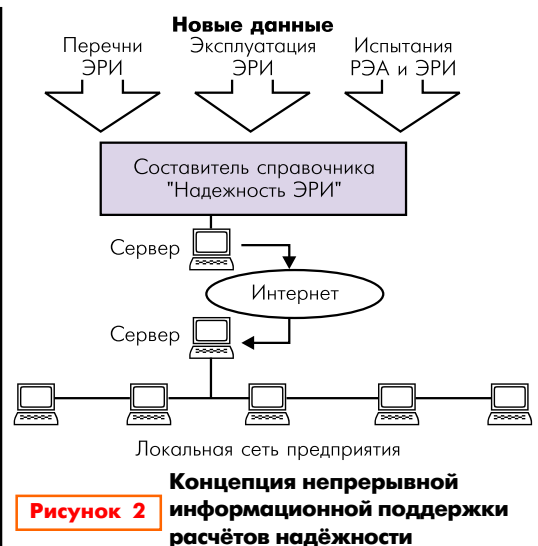 Новые данные
Перечни ЭРИ
Эксплуатация ЭРИ
Испытания РЭА и ЭРИ
Составитель справочника
"Надежность ЭРИ"
Сервер
Интернет
Сервер
Локальная сеть предприятия
Рисунок 2
Концепция непрерывной
информационной поддержки
расчётов надёжности